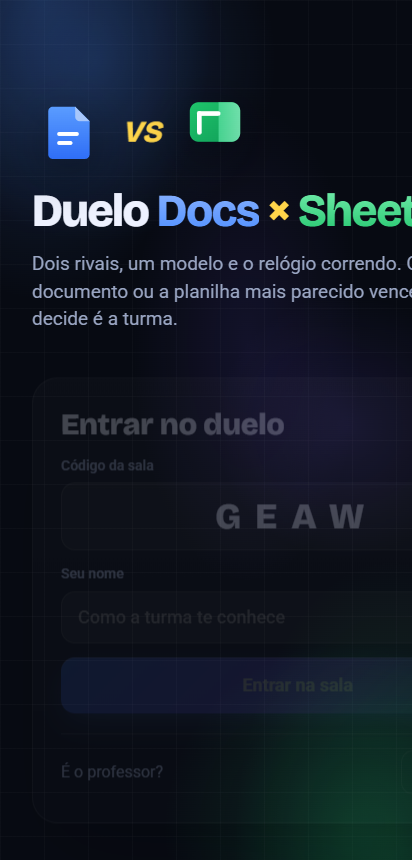 VS
Duelo Docs × Sheet
Dois rivais, um modelo e o relógio correndo.
documento ou a planilha mais parecido vence
decide é a turma.
Entrar no duelo
Código da sala
GEAW
Seu nome
Como a turma te conhece
Entrar na sala
É o professor?